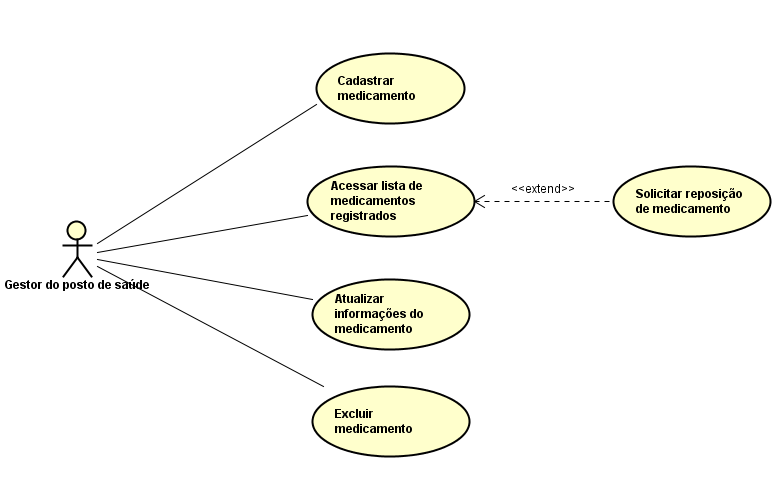 Cadastrar
medicamento
Acessar lista de
medicamentos
registrados
<<extend>>
Solicitar reposição
de medicamento
Gestor do posto de saúde
Atualizar
informações do
medicamento
Excluir
medicamento